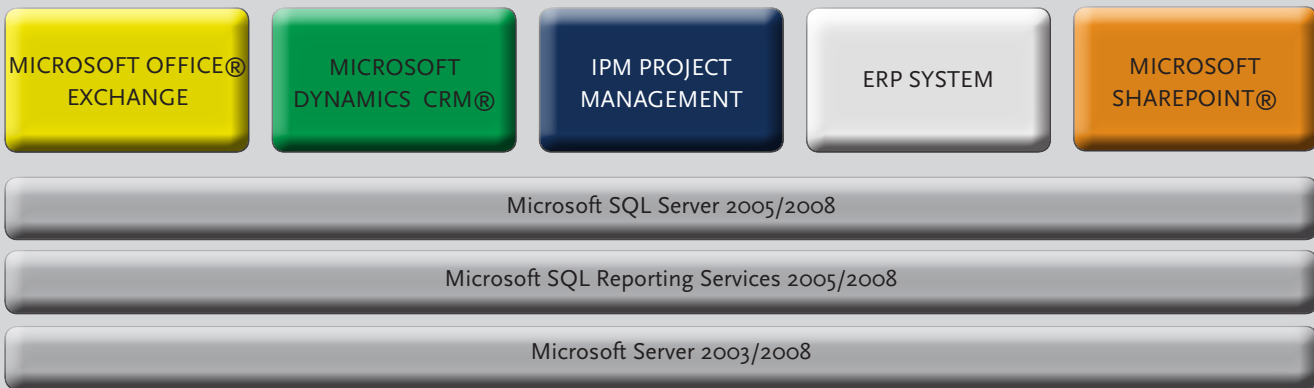 MICROSOFT OFFICE®
EXCHANGE
MICROSOFT
DYNAMICS  CRM®
IPM PROJECT
MANAGEMENT
ERP SYSTEM
MICROSOFT
SHAREPOINT®
Microsoft SQL Server 2005/2008
Microsoft SQL Reporting Services 2005/2008
Microsoft Server 2003/2008